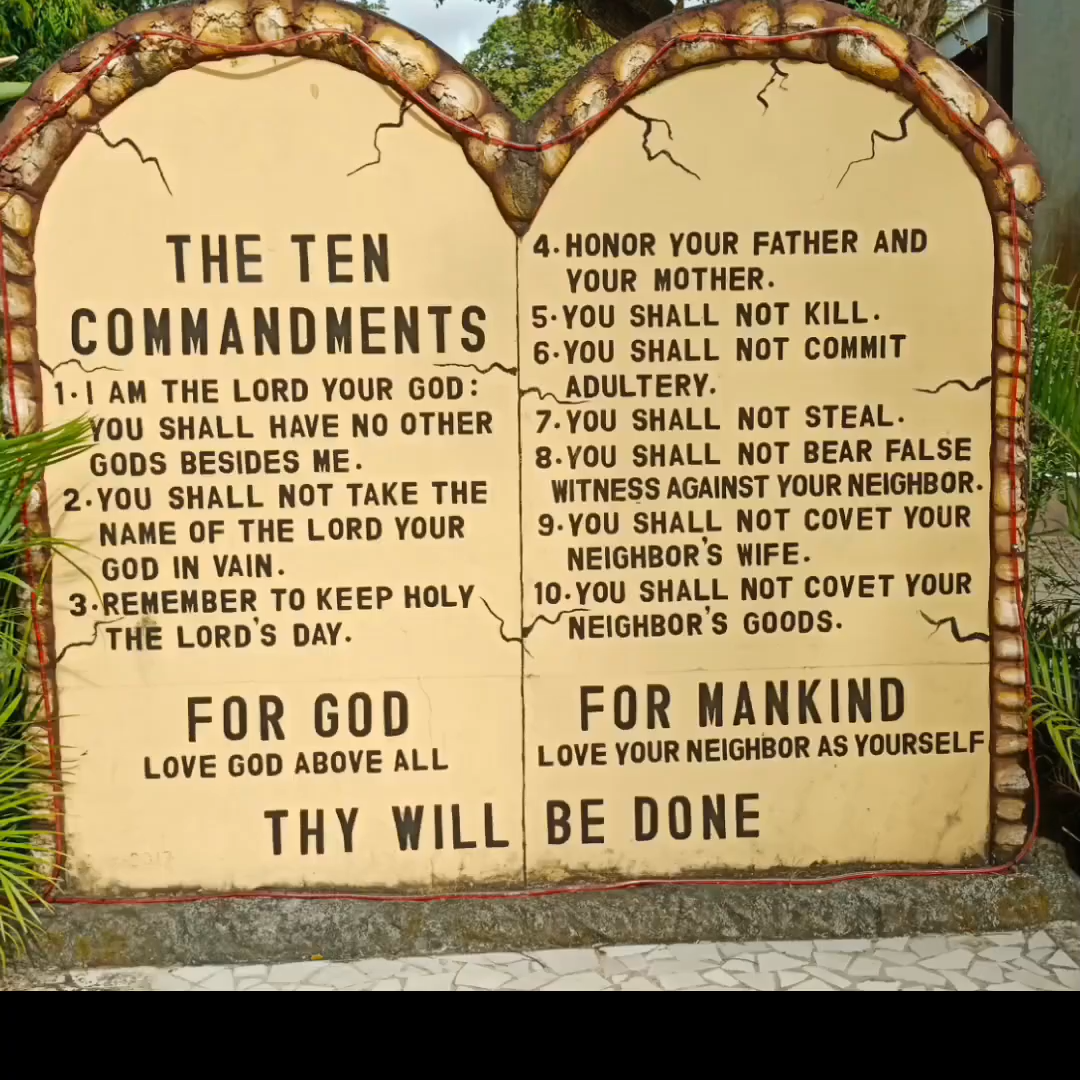 THE TEN
COMMANDMENTS
1. I AM THE LORD YOUR GOD:
YOU SHALL HAVE NO OTHER
GODS BESIDES ME.
2. YOU SHALL NOT TAKE THE
NAME OF THE LORD YOUR
GOD IN VAIN.
3. REMEMBER TO KEEP HOLY
THE LORD'S DAY.
FOR GOD
LOVE GOD ABOVE ALL
4. HONOR YOUR FATHER AND
YOUR MOTHER.
5. YOU SHALL NOT KILL.
6. YOU SHALL NOT COMMIT
ADULTERY.
7. YOU SHALL NOT STEAL.
8. YOU SHALL NOT BEAR FALSE
WITNESS AGAINST YOUR NEIGHBOR.
9. YOU SHALL NOT COVET YOUR
NEIGHBOR'S WIFE.
10. YOU SHALL NOT COVET YOUR
NEIGHBOR'S GOODS.
FOR MANKIND
LOVE YOUR NEIGHBOR AS YOURSELF
THY WILL BE DONE